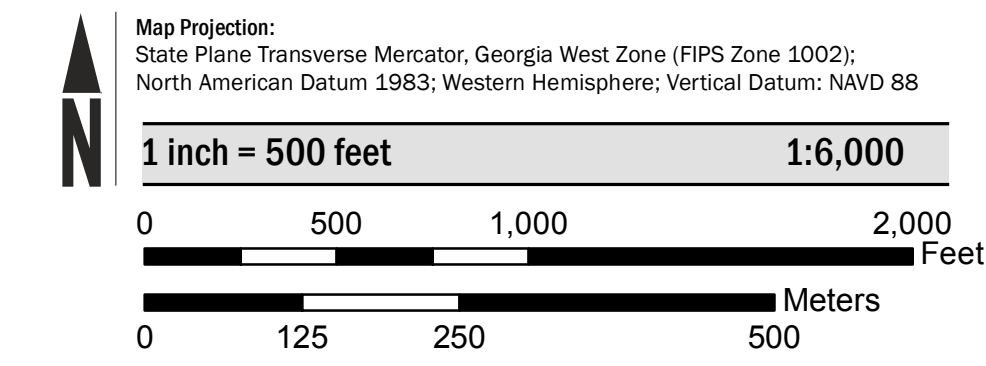 Map Projection:
State Plane Transverse Mercator, Georgia West Zone (FIPS Zone 1002);
North American Datum 1983; Western Hemisphere; Vertical Datum: NAVD 88
N
1 inch = 500 feet 1:6,000
0 500 1,000 2,000
Feet
Meters
0 125 250 500